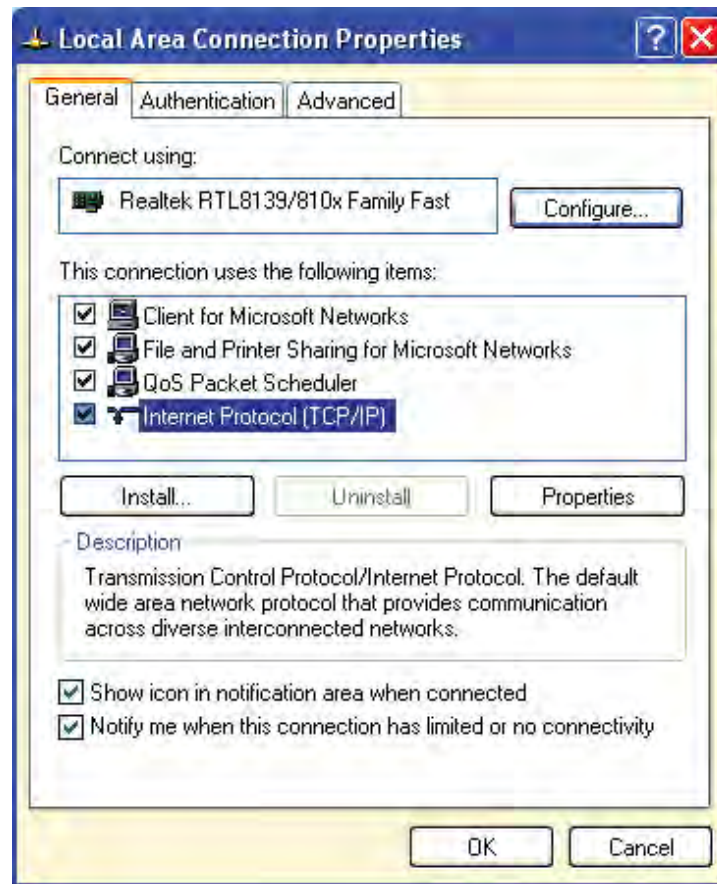 Local Area Connection Properties
General Authentication Advanced
Connect using:
Realtek RTL8139/810x Family Fast Configure...
This connection uses the following items:
Client for Microsoft Networks
File and Printer Sharing for Microsoft Networks
QoS Packet Scheduler
Internet Protocol (TCP/IP)
Install... Uninstall Properties
Description
Transmission Control Protocol/Internet Protocol. The default
wide area network protocol that provides communication
across diverse interconnected networks.
Show icon in notification area when connected
Notify me when this connection has limited or no connectivity
OK Cancel